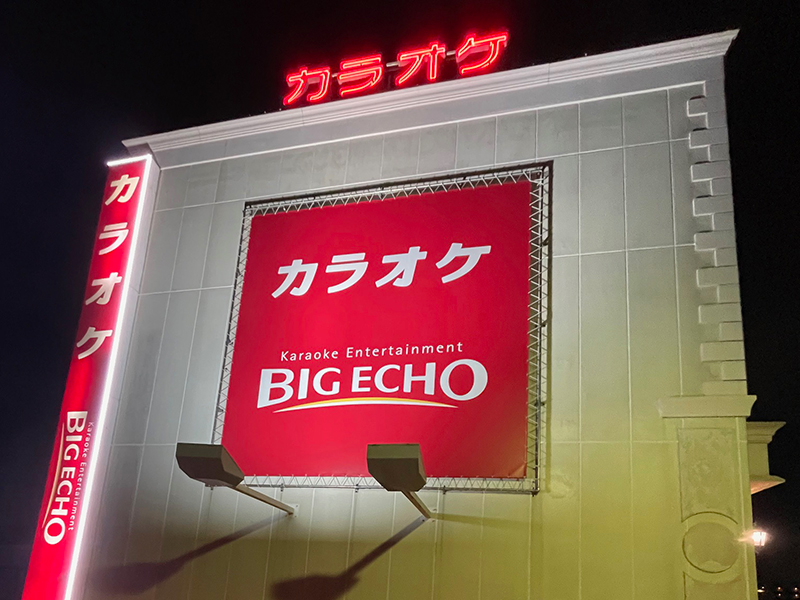 カラオケ
カラオケ
Karaoke Entertainment
BIG ECHO
カラオケ
Karaoke Entertainment
BIG ECHO